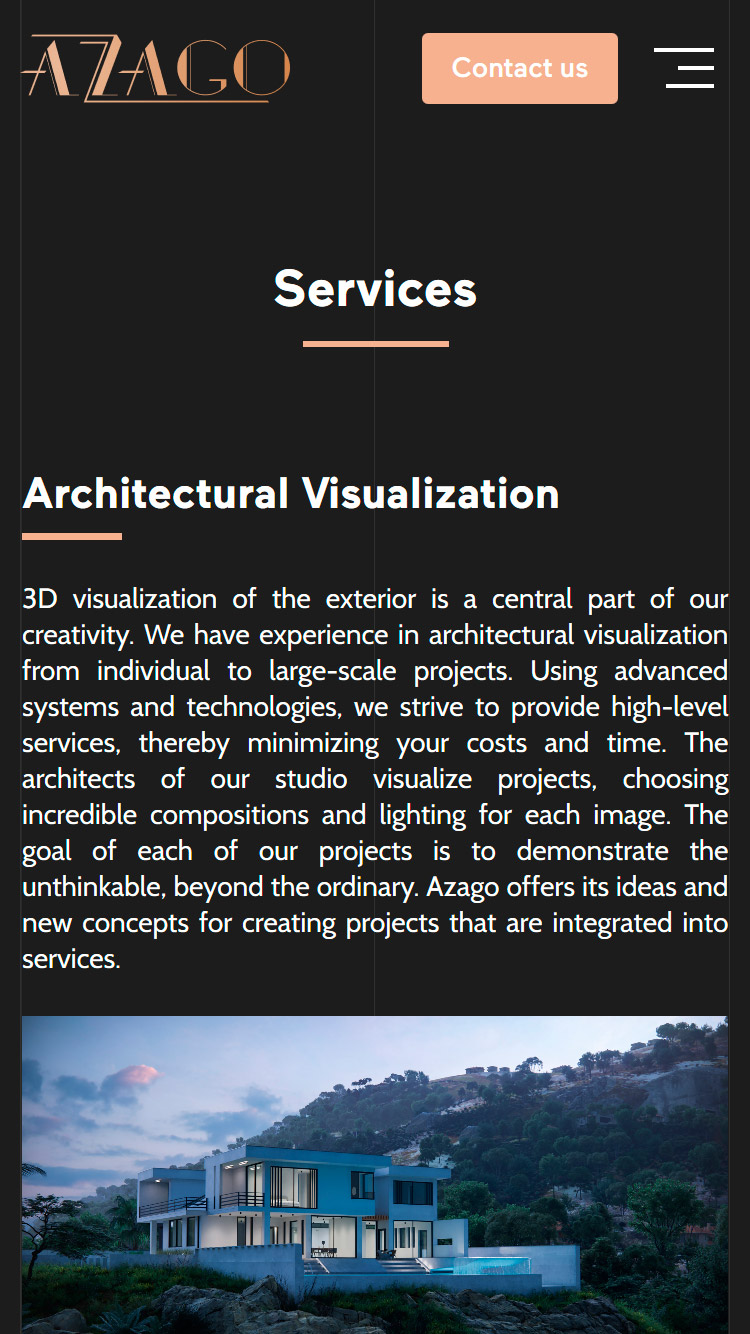 AZAGO
Contact us
Services
Architectural Visualization
3D visualization of the exterior is a central part of our
creativity. We have experience in architectural visualization
from individual to large-scale projects. Using advanced
systems and technologies, we strive to provide high-level
services, thereby minimizing your costs and time. The
architects of our studio visualize projects, choosing
incredible compositions and lighting for each image. The
goal of each of our projects is to demonstrate the
unthinkable, beyond the ordinary. Azago offers its ideas and
new concepts for creating projects that are integrated into
services.